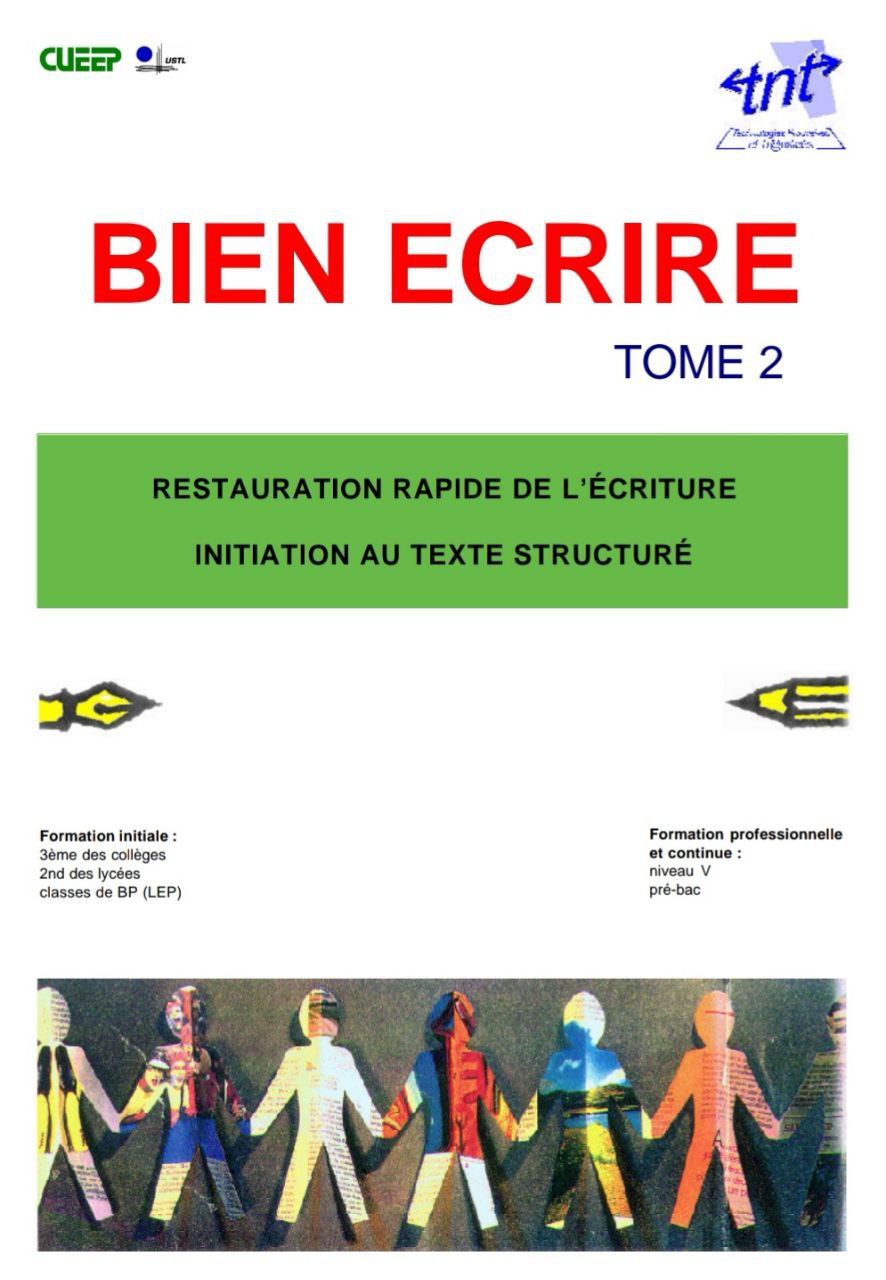 CUEEP USTL
tnt
Technologies Nouvelles
et Ingénierie
BIEN ECRIRE
TOME 2
RESTAURATION RAPIDE DE L’ÉCRITURE
INITIATION AU TEXTE STRUCTURÉ
Formation initiale :
3ème des collèges
2nd des lycées
classes de BP (LEP)
Formation professionnelle
et continue :
niveau V
pré-bac